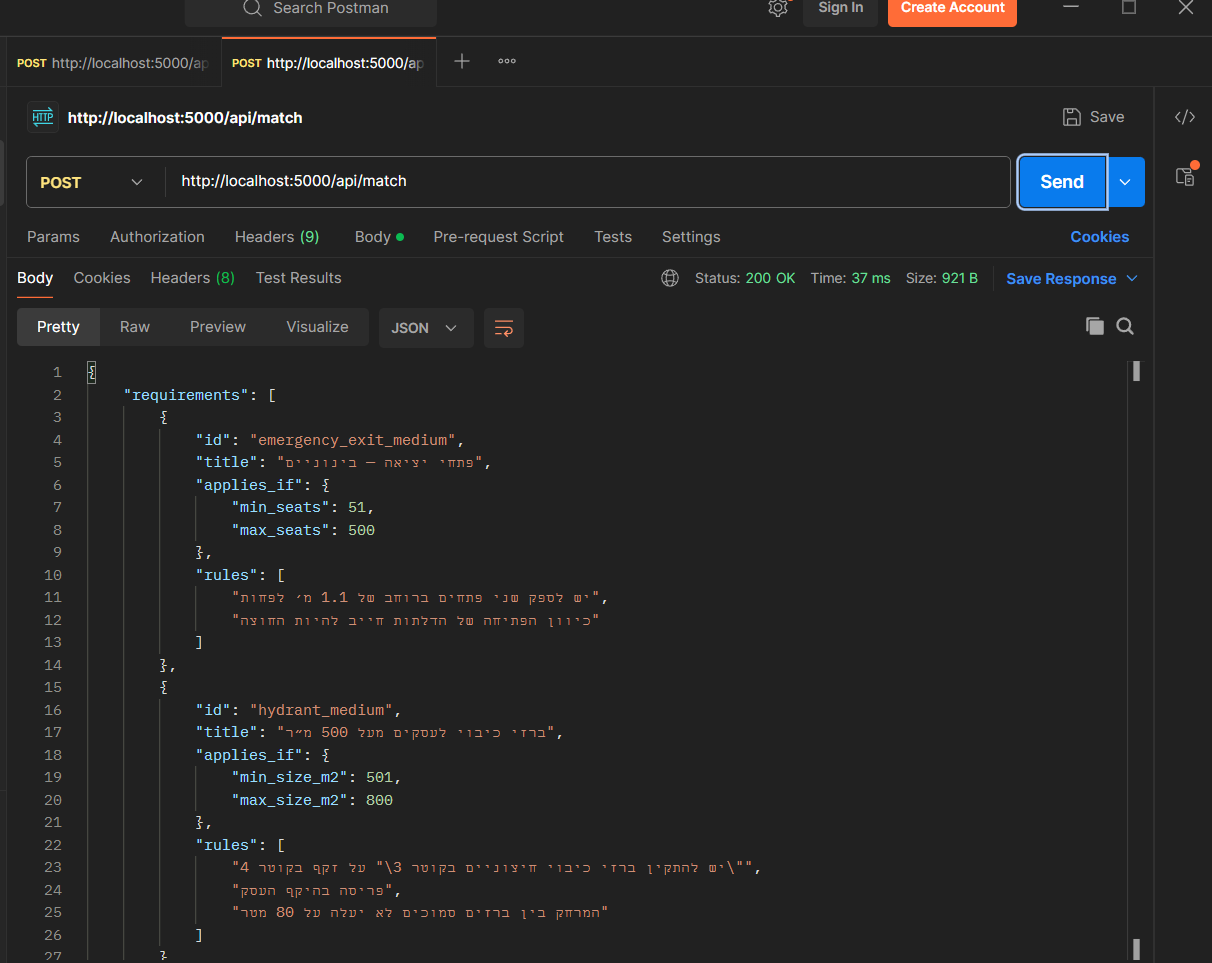 Search Postman
Sign In
Create Account
POST http://localhost:5000/ap
POST http://localhost:5000/ap
HTTP http://localhost:5000/api/match
Save
POST http://localhost:5000/api/match
Send
Params Authorization Headers (9) Body Pre-request Script Tests Settings Cookies
Body Cookies Headers (8) Test Results Status: 200 OK Time: 37 ms Size: 921 B Save Response
Pretty Raw Preview Visualize JSON
1 {
2 "requirements": [
3 {
4 "id": "emergency_exit_medium",
5 "title": "פתחי יציאה – בינוניים",
6 "applies_if": {
7 "min_seats": 51,
8 "max_seats": 500
9 },
10 "rules": [
11 "יש לספק שני פתחים ברוחב של 1.1 מ׳ לפחות",
12 "כיוון הפתיחה של הדלתות חייב להיות החוצה"
13 ]
14 },
15 {
16 "id": "hydrant_medium",
17 "title": "ברזי כיבוי לעסקים מעל 500 מ״ר",
18 "applies_if": {
19 "min_size_m2": 501,
20 "max_size_m2": 800
21 },
22 "rules": [
23 "יש להתקין ברזי כיבוי חיצוניים בקוטר 3\" על זקף בקוטר 4\"",
24 "פריסה בהיקף העסק",
25 "המרחק בין ברזים סמוכים לא יעלה על 80 מטר"
26 ]
27 }